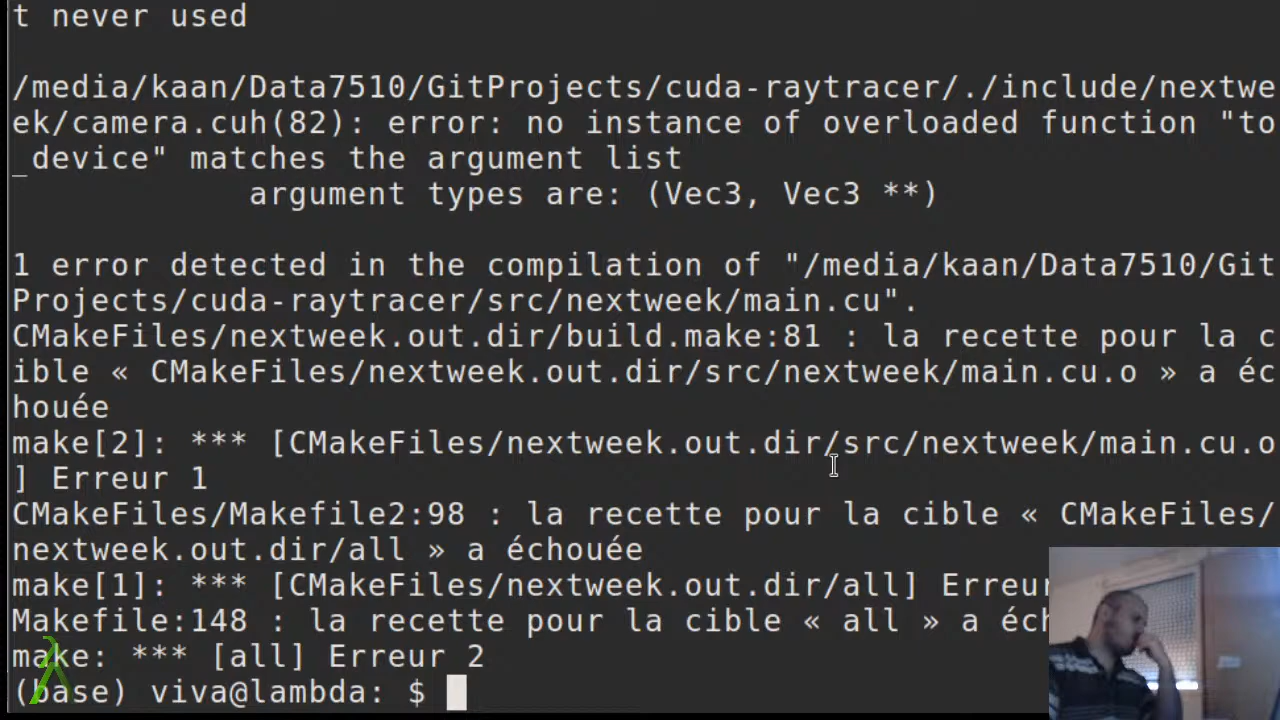 t never used
/media/kaan/Data7510/GitProjects/cuda-raytracer/./include/nextwe
ek/camera.cuh(82): error: no instance of overloaded function "to
_device" matches the argument list
argument types are: (Vec3, Vec3 **)
1 error detected in the compilation of "/media/kaan/Data7510/Git
Projects/cuda-raytracer/src/nextweek/main.cu".
CMakeFiles/nextweek.out.dir/build.make:81 : la recette pour la c
ible « CMakeFiles/nextweek.out.dir/src/nextweek/main.cu.o » a éc
houée
make[2]: *** [CMakeFiles/nextweek.out.dir/src/nextweek/main.cu.o
] Erreur 1
CMakeFiles/Makefile2:98 : la recette pour la cible « CMakeFiles/
nextweek.out.dir/all » a échouée
make[1]: *** [CMakeFiles/nextweek.out.dir/all] Erreur
Makefile:148 : la recette pour la cible « all » a éch
make: *** [all] Erreur 2
(base) viva@lambda: $
λ